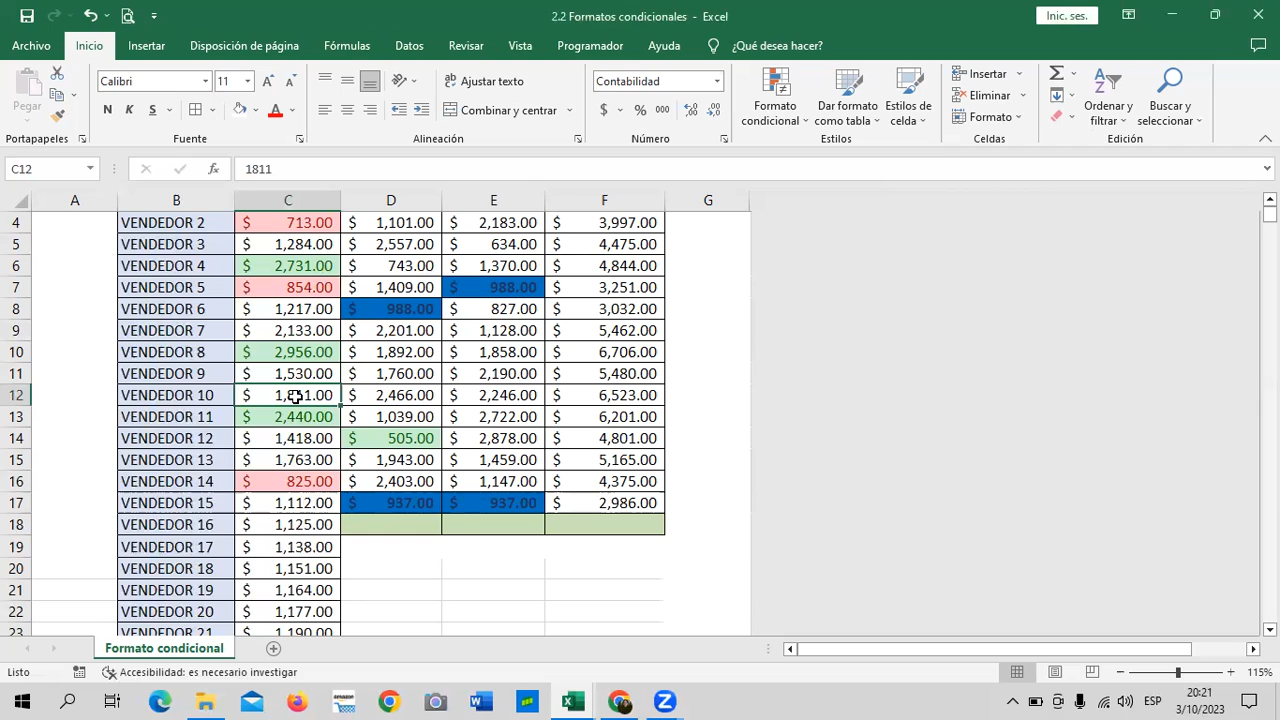 2.2 Formatos condicionales - Excel
Inic. ses.
Archivo Inicio Insertar Disposición de página Fórmulas Datos Revisar Vista Programador Ayuda ¿Qué desea hacer?
Pegar
Calibri 11
N K S
Ajustar texto
Combinar y centrar
Contabilidad
$ % 000
Formato condicional
Dar formato como tabla
Estilos de celda
Insertar
Eliminar
Formato
Ordenar y filtrar
Buscar y seleccionar
Portapapeles Fuente Alineación Número Estilos Celdas Edición
C12 fx 1811
A B C D E F G
4 VENDEDOR 2 $ 713.00 $ 1,101.00 $ 2,183.00 $ 3,997.00
5 VENDEDOR 3 $ 1,284.00 $ 2,557.00 $ 634.00 $ 4,475.00
6 VENDEDOR 4 $ 2,731.00 $ 743.00 $ 1,370.00 $ 4,844.00
7 VENDEDOR 5 $ 854.00 $ 1,409.00 $ 988.00 $ 3,251.00
8 VENDEDOR 6 $ 1,217.00 $ 988.00 $ 827.00 $ 3,032.00
9 VENDEDOR 7 $ 2,133.00 $ 2,201.00 $ 1,128.00 $ 5,462.00
10 VENDEDOR 8 $ 2,956.00 $ 1,892.00 $ 1,858.00 $ 6,706.00
11 VENDEDOR 9 $ 1,530.00 $ 1,760.00 $ 2,190.00 $ 5,480.00
12 VENDEDOR 10 $ 1,811.00 $ 2,466.00 $ 2,246.00 $ 6,523.00
13 VENDEDOR 11 $ 2,440.00 $ 1,039.00 $ 2,722.00 $ 6,201.00
14 VENDEDOR 12 $ 1,418.00 $ 505.00 $ 2,878.00 $ 4,801.00
15 VENDEDOR 13 $ 1,763.00 $ 1,943.00 $ 1,459.00 $ 5,165.00
16 VENDEDOR 14 $ 825.00 $ 2,403.00 $ 1,147.00 $ 4,375.00
17 VENDEDOR 15 $ 1,112.00 $ 937.00 $ 937.00 $ 2,986.00
18 VENDEDOR 16 $ 1,125.00
19 VENDEDOR 17 $ 1,138.00
20 VENDEDOR 18 $ 1,151.00
21 VENDEDOR 19 $ 1,164.00
22 VENDEDOR 20 $ 1,177.00
23 VENDEDOR 21 $ 1,190.00
Formato condicional
Listo Accesibilidad: es necesario investigar 115%
ESP 20:21
3/10/2023